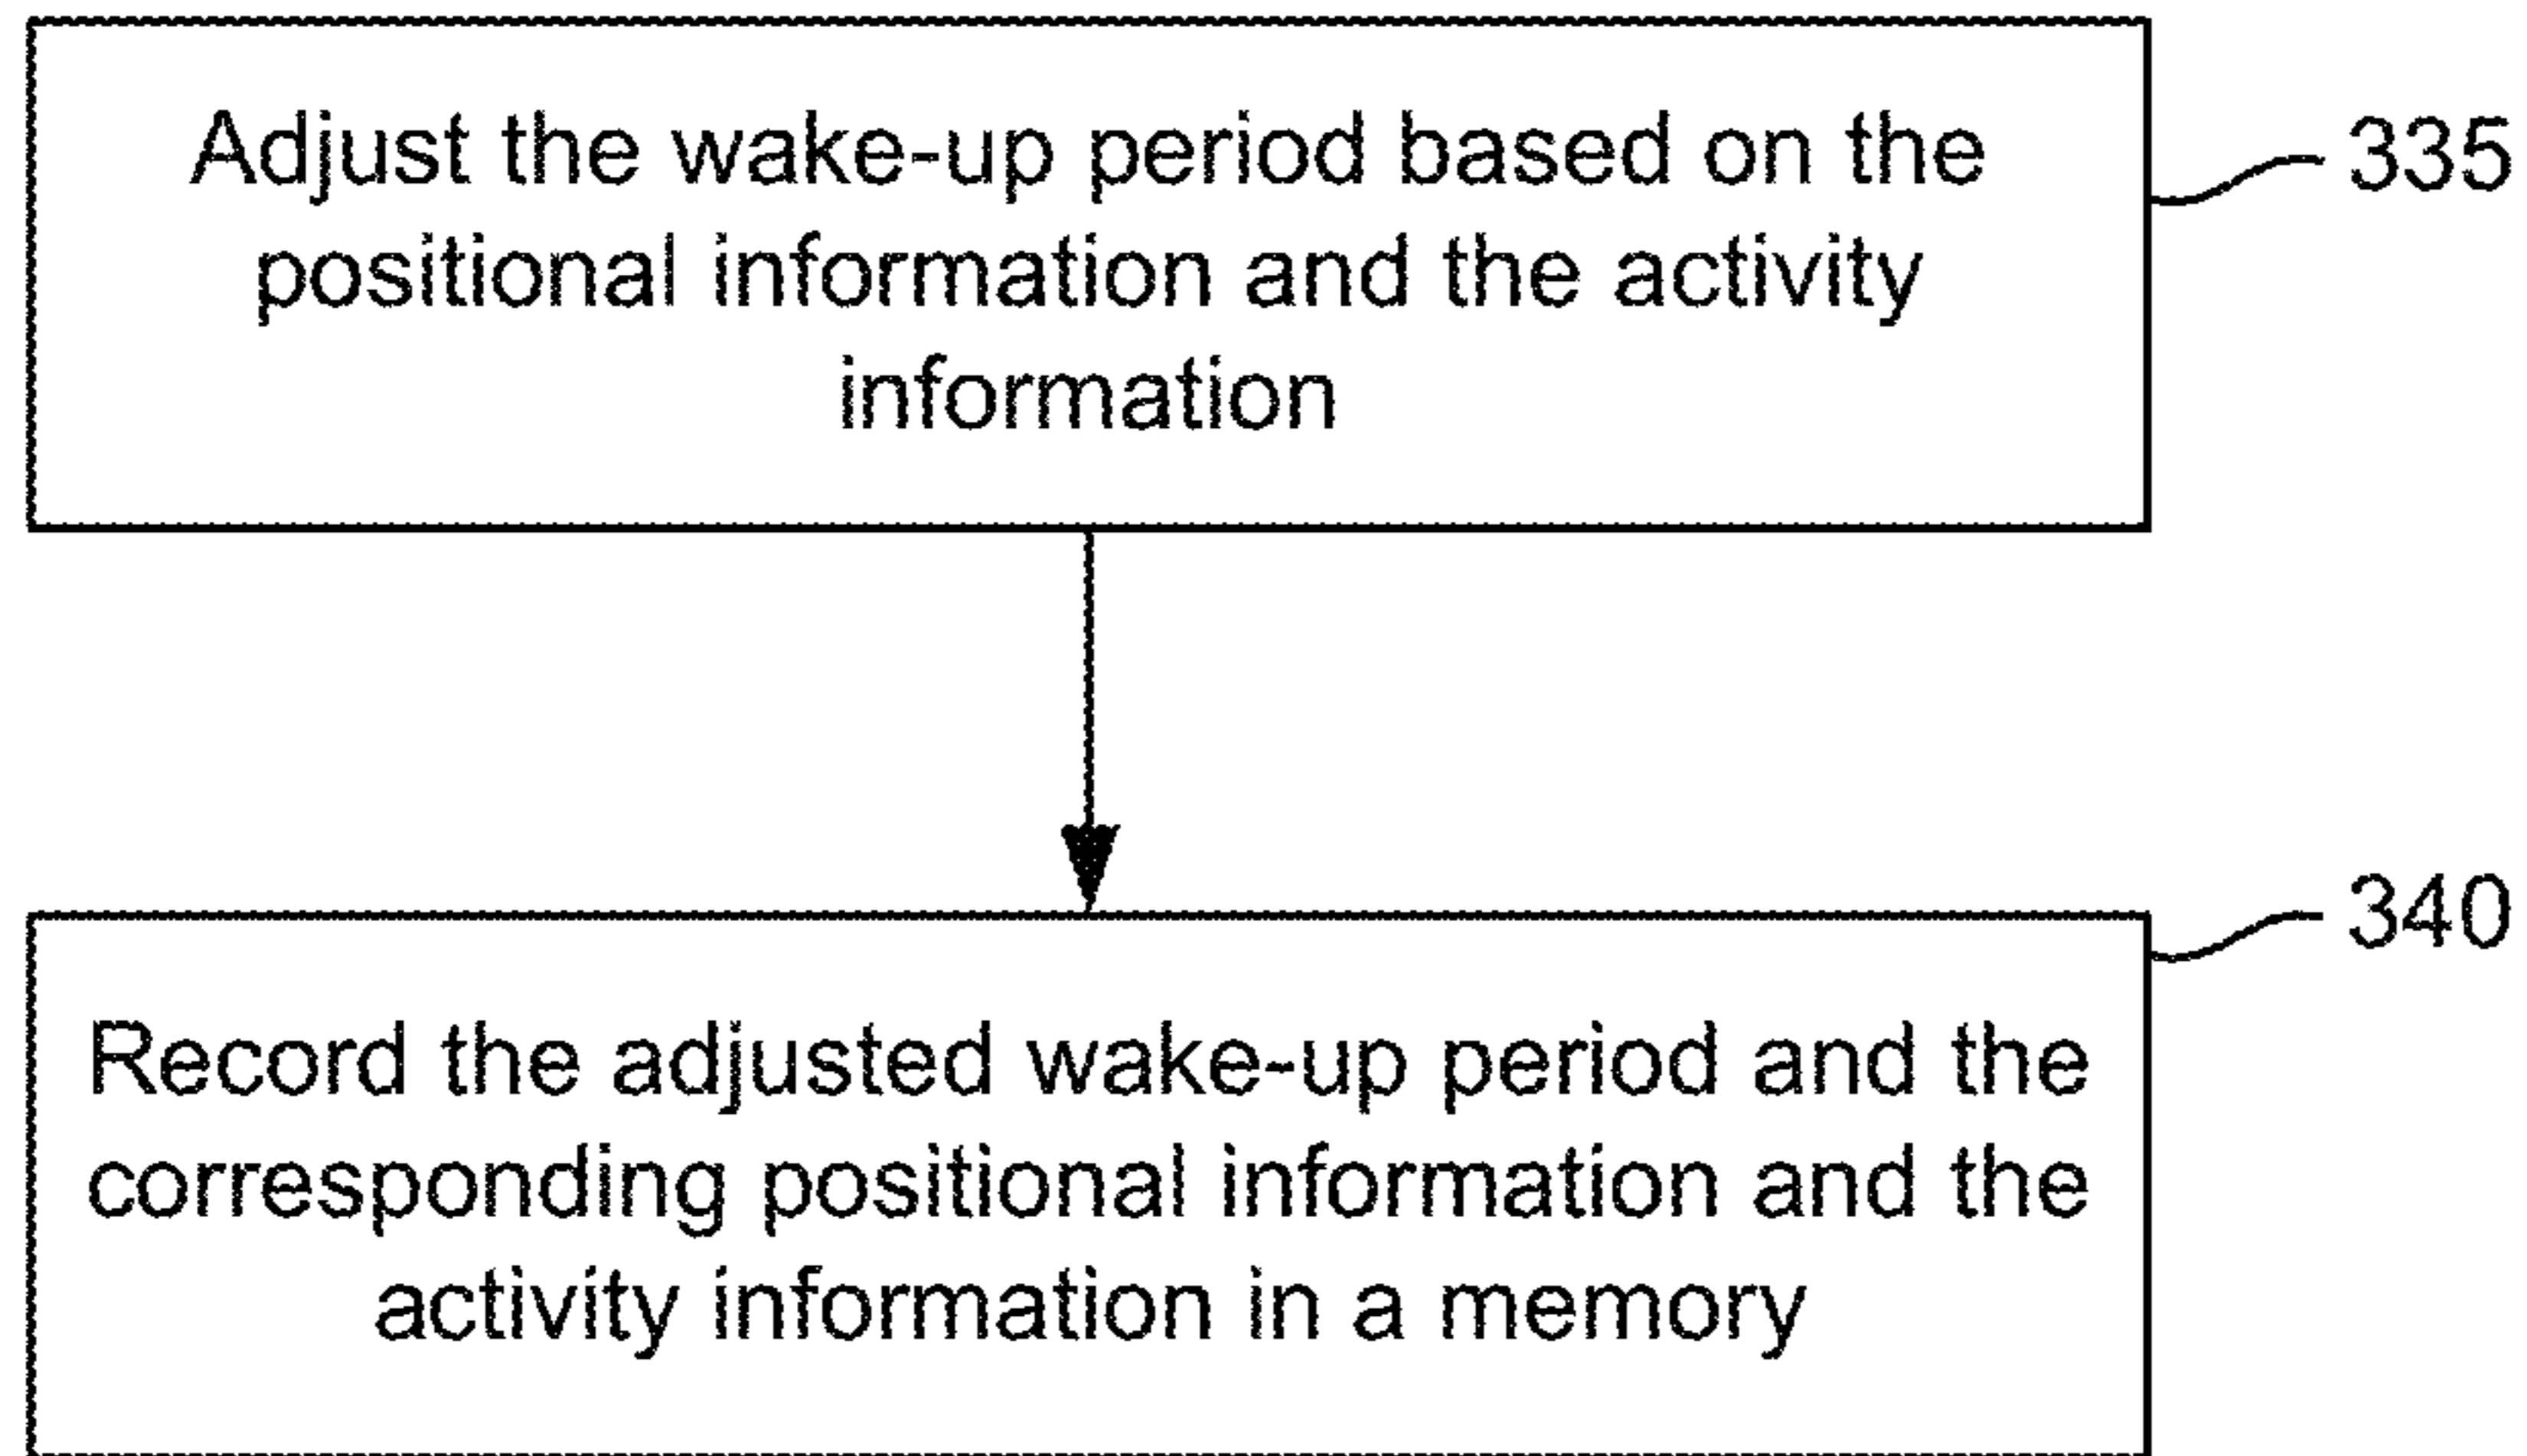 Adjust the wake-up period based on the
positional information and the activity
information
335
Record the adjusted wake-up period and the
corresponding positional information and the
activity information in a memory
340